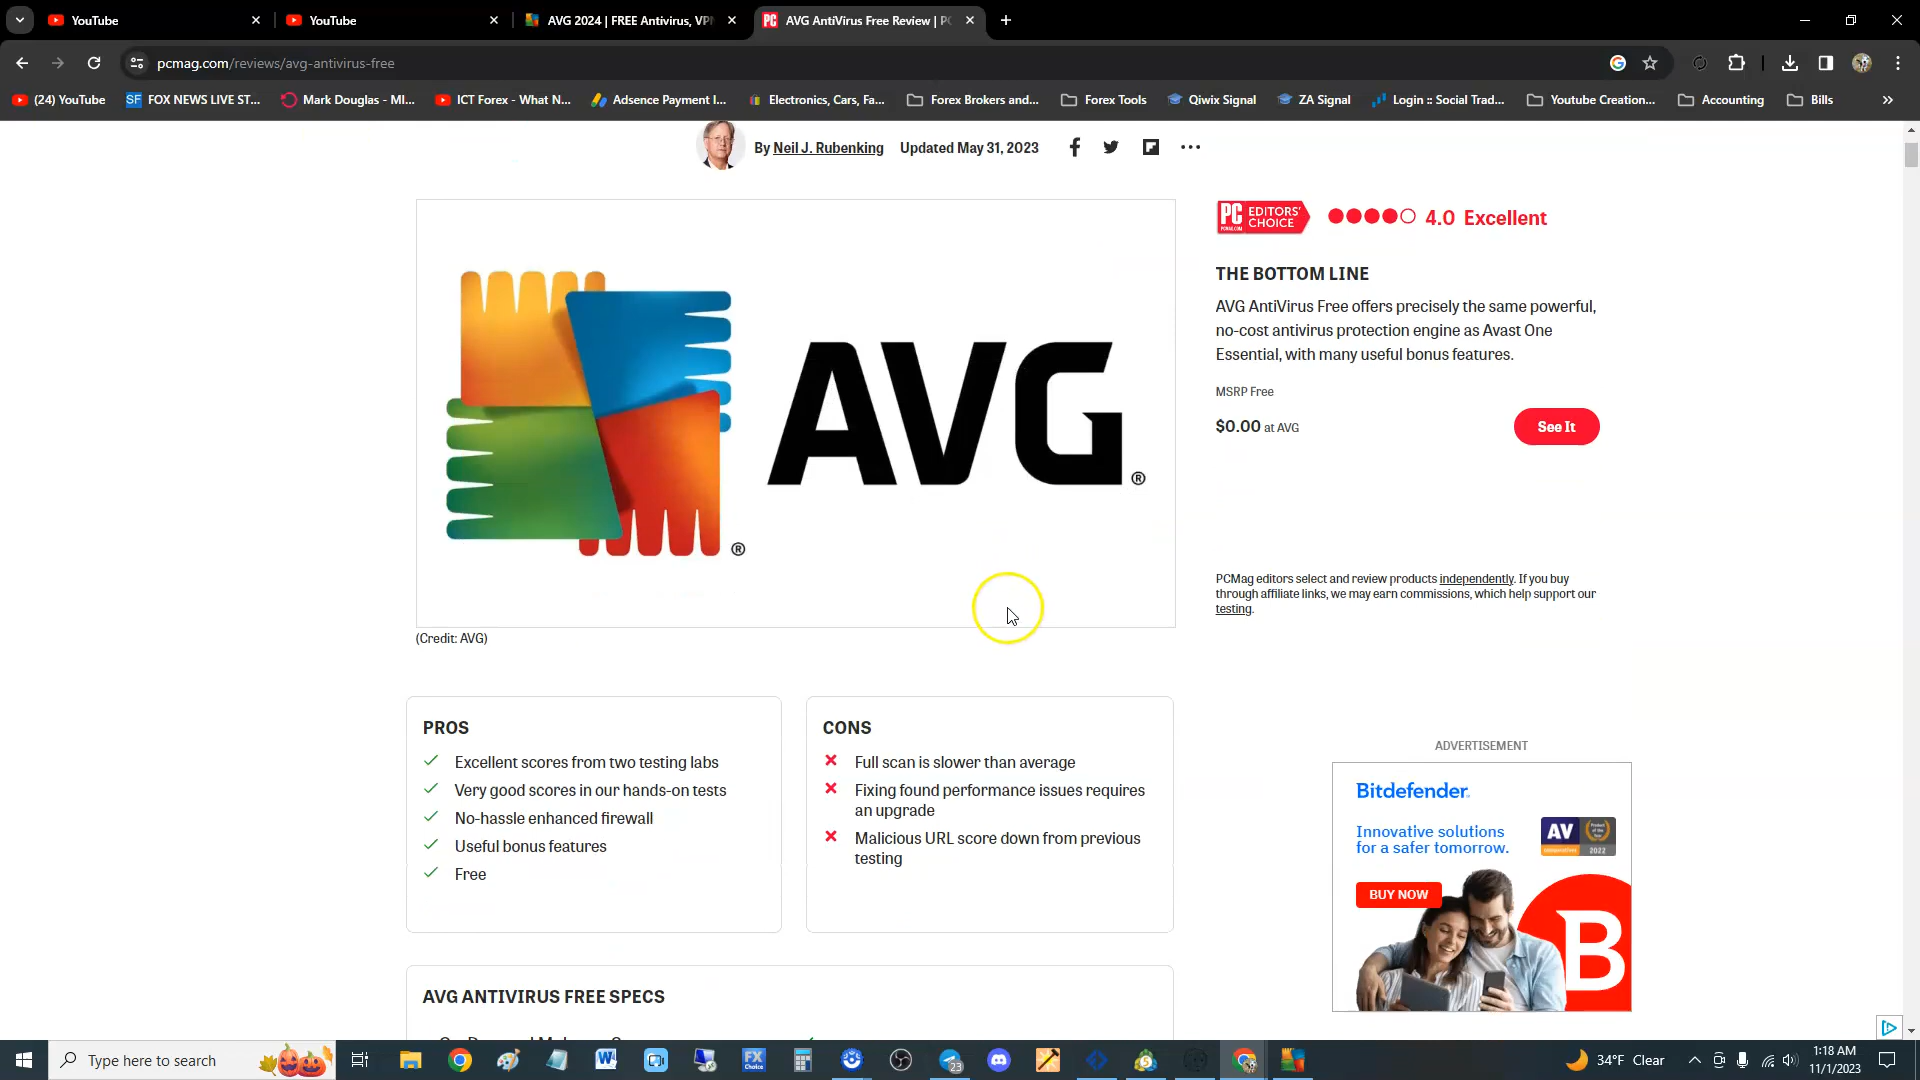 YouTube
YouTube
AVG 2024 | FREE Antivirus, VPN
AVG AntiVirus Free Review | PC
pcmag.com/reviews/avg-antivirus-free
(24) YouTube
FOX NEWS LIVE ST...
Mark Douglas - MI...
ICT Forex - What N...
Adsence Payment I...
Electronics, Cars, Fa...
Forex Brokers and...
Forex Tools
Qiwix Signal
ZA Signal
Login :: Social Trad...
Youtube Creation...
Accounting
Bills
By Neil J. Rubenking Updated May 31, 2023
AVG®
®
(Credit: AVG)
PC EDITORS' CHOICE
4.0 Excellent
THE BOTTOM LINE
AVG AntiVirus Free offers precisely the same powerful,
no-cost antivirus protection engine as Avast One
Essential, with many useful bonus features.
MSRP Free
$0.00 at AVG
See It
PCMag editors select and review products independently. If you buy
through affiliate links, we may earn commissions, which help support our
testing.
PROS
Excellent scores from two testing labs
Very good scores in our hands-on tests
No-hassle enhanced firewall
Useful bonus features
Free
CONS
Full scan is slower than average
Fixing found performance issues requires
an upgrade
Malicious URL score down from previous
testing
ADVERTISEMENT
Bitdefender
Innovative solutions
for a safer tomorrow.
AV
2022
BUY NOW
B
AVG ANTIVIRUS FREE SPECS
Type here to search
FX
Choice
23
34°F Clear
1:18 AM
11/1/2023